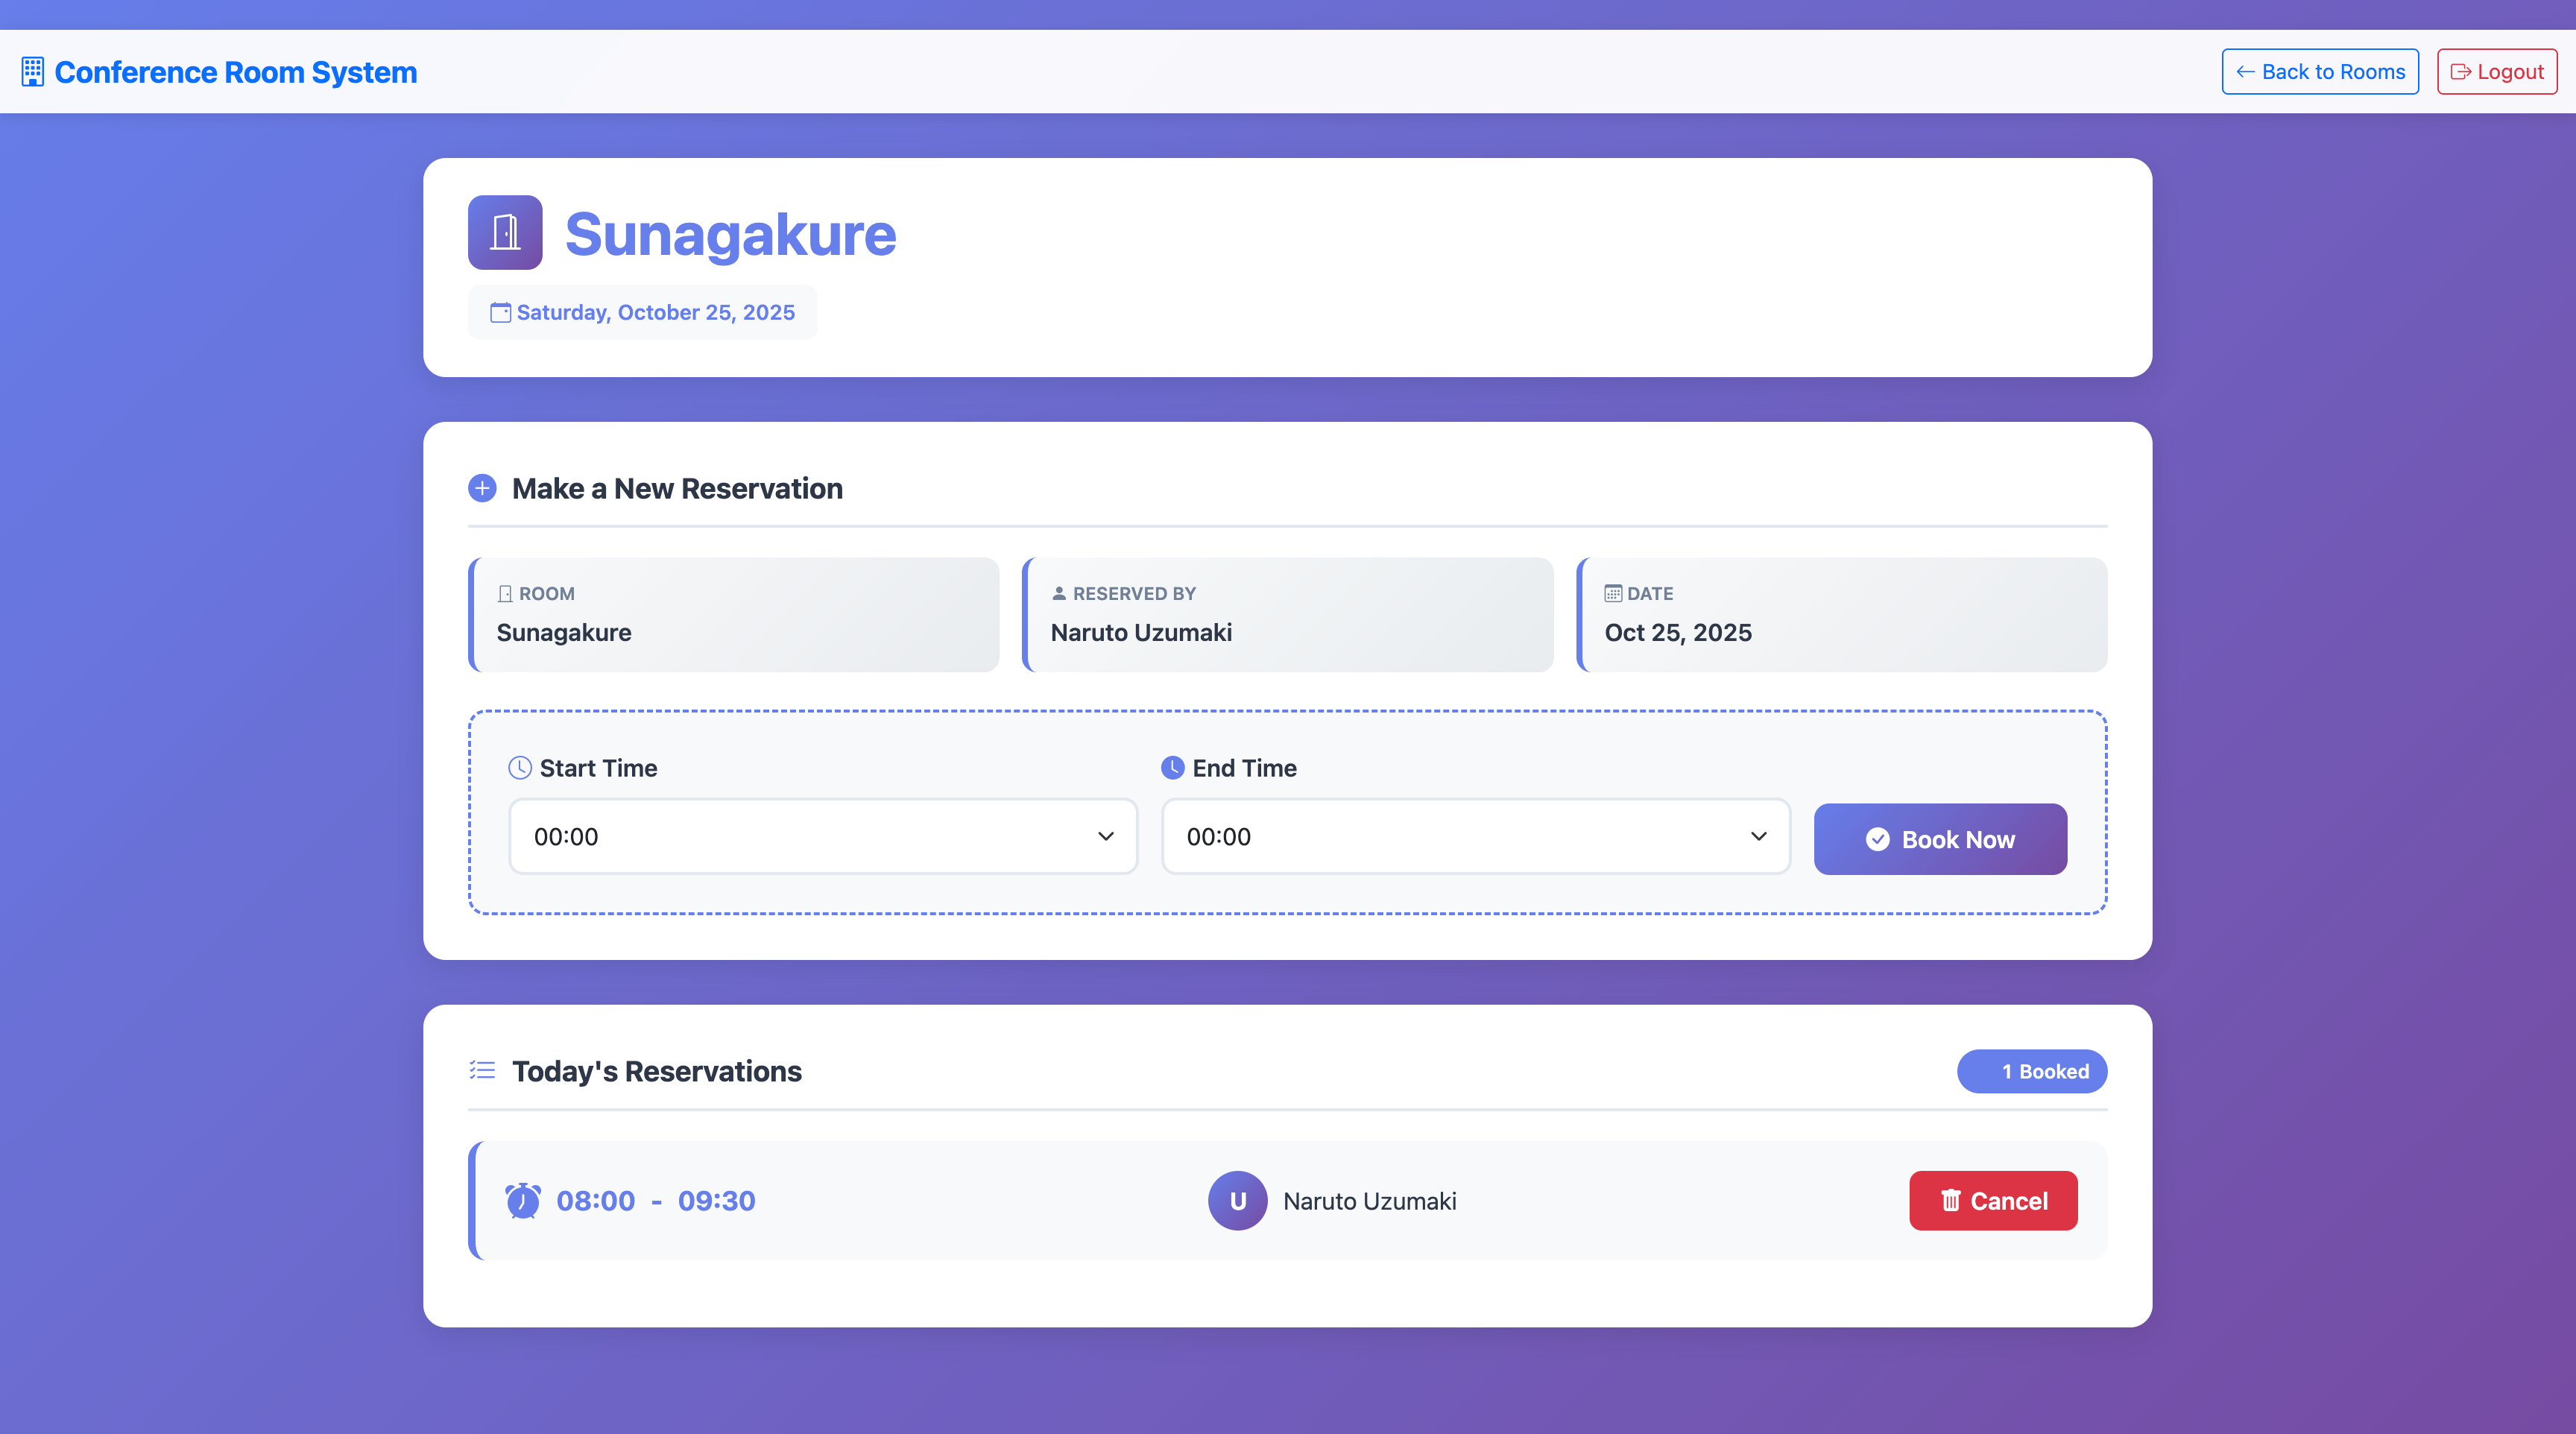 Conference Room System
Back to Rooms
Logout
Sunagakure
Saturday, October 25, 2025
Make a New Reservation
ROOM
Sunagakure
RESERVED BY
Naruto Uzumaki
DATE
Oct 25, 2025
Start Time
00:00
End Time
00:00
Book Now
Today's Reservations
1 Booked
08:00 - 09:30
U
Naruto Uzumaki
Cancel